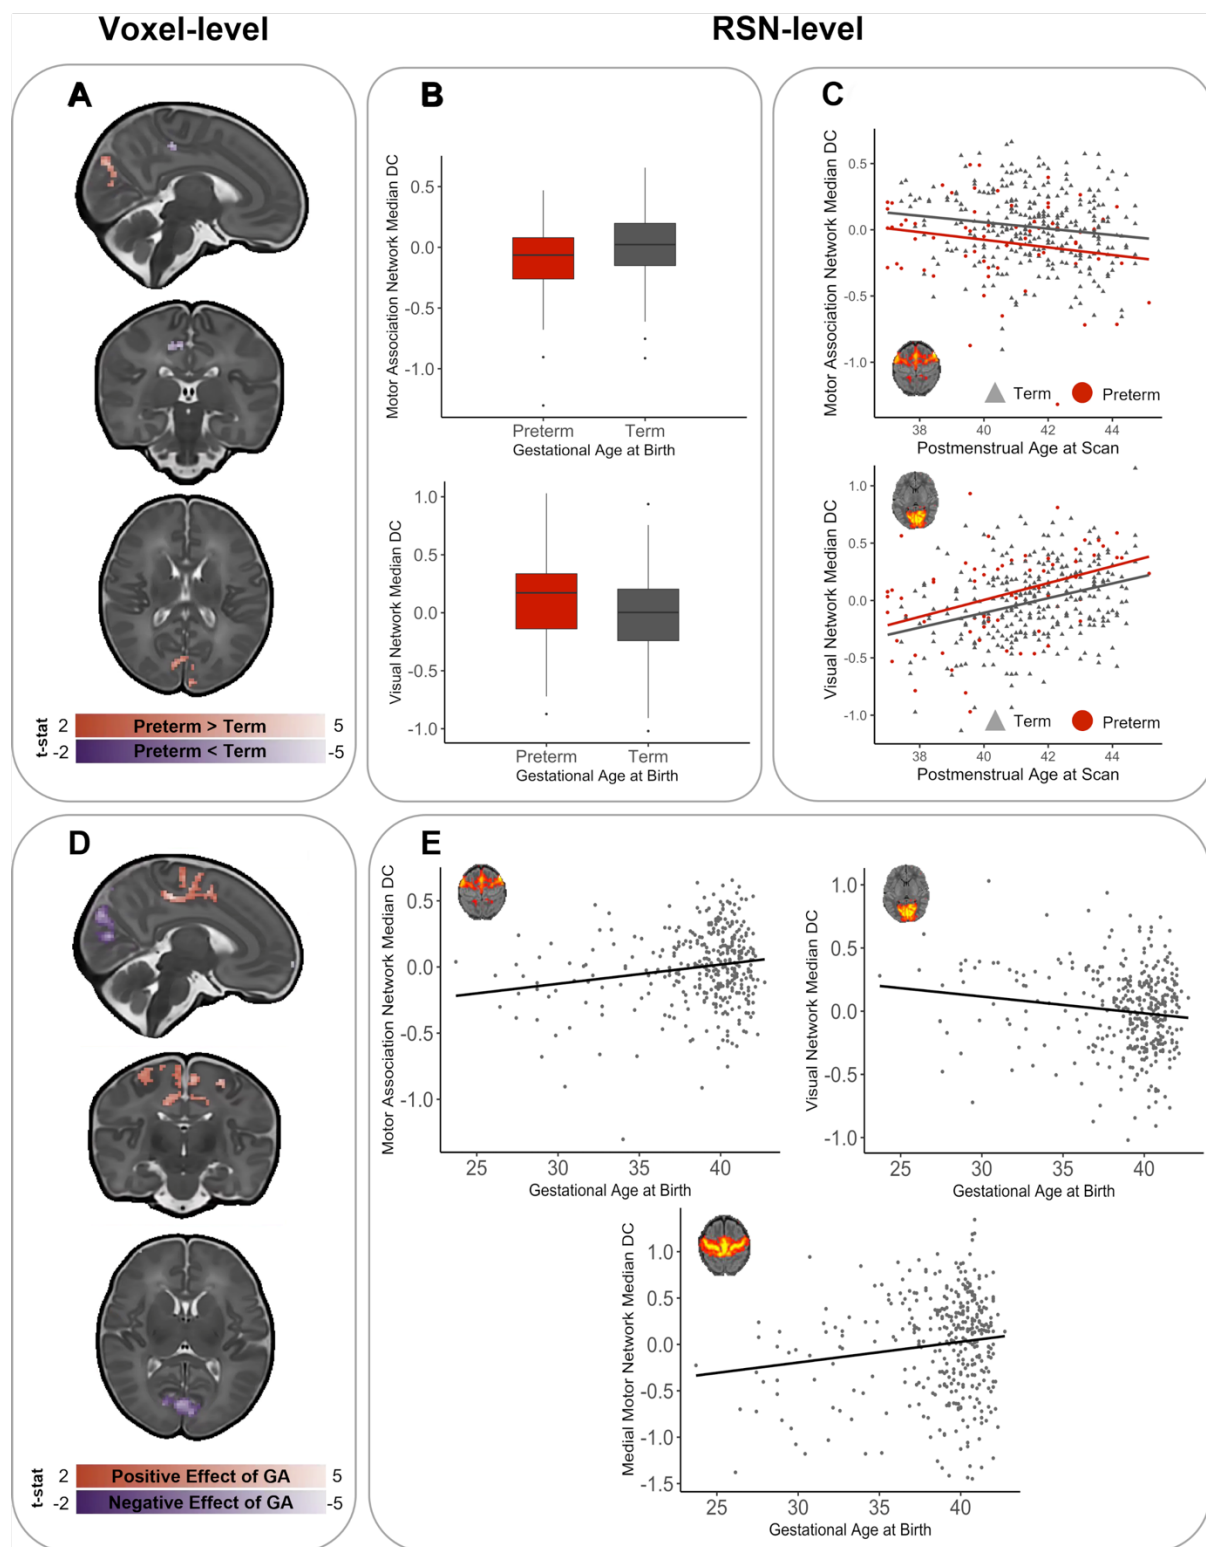 Voxel-level
RSN-level
A
t-stat
2 Preterm > Term 5
-2 Preterm < Term -5
B
Motor Association Network Median DC
0.5
0.0
-0.5
-1.0
Preterm Term
Gestational Age at Birth
Visual Network Median DC
1.0
0.5
0.0
-0.5
-1.0
Preterm Term
Gestational Age at Birth
C
Motor Association Network Median DC
0.5
0.0
-0.5
-1.0
Term Preterm
38 40 42 44
Postmenstrual Age at Scan
Visual Network Median DC
1.0
0.5
0.0
-0.5
-1.0
Term Preterm
38 40 42 44
Postmenstrual Age at Scan
D
t-stat
2 Positive Effect of GA 5
-2 Negative Effect of GA -5
E
Motor Association Network Median DC
0.5
0.0
-0.5
-1.0
25 30 35 40
Gestational Age at Birth
Visual Network Median DC
1.0
0.5
0.0
-0.5
-1.0
25 30 35 40
Gestational Age at Birth
Medial Motor Network Median DC
1.0
0.5
0.0
-0.5
-1.0
-1.5
25 30 35 40
Gestational Age at Birth